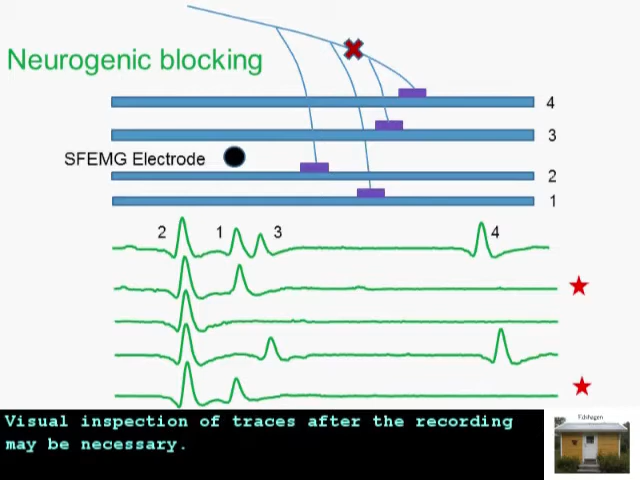 Neurogenic blocking
4
3
SFEMG Electrode
2
1
2 1 3 4
Visual inspection of traces after the recording
may be necessary.